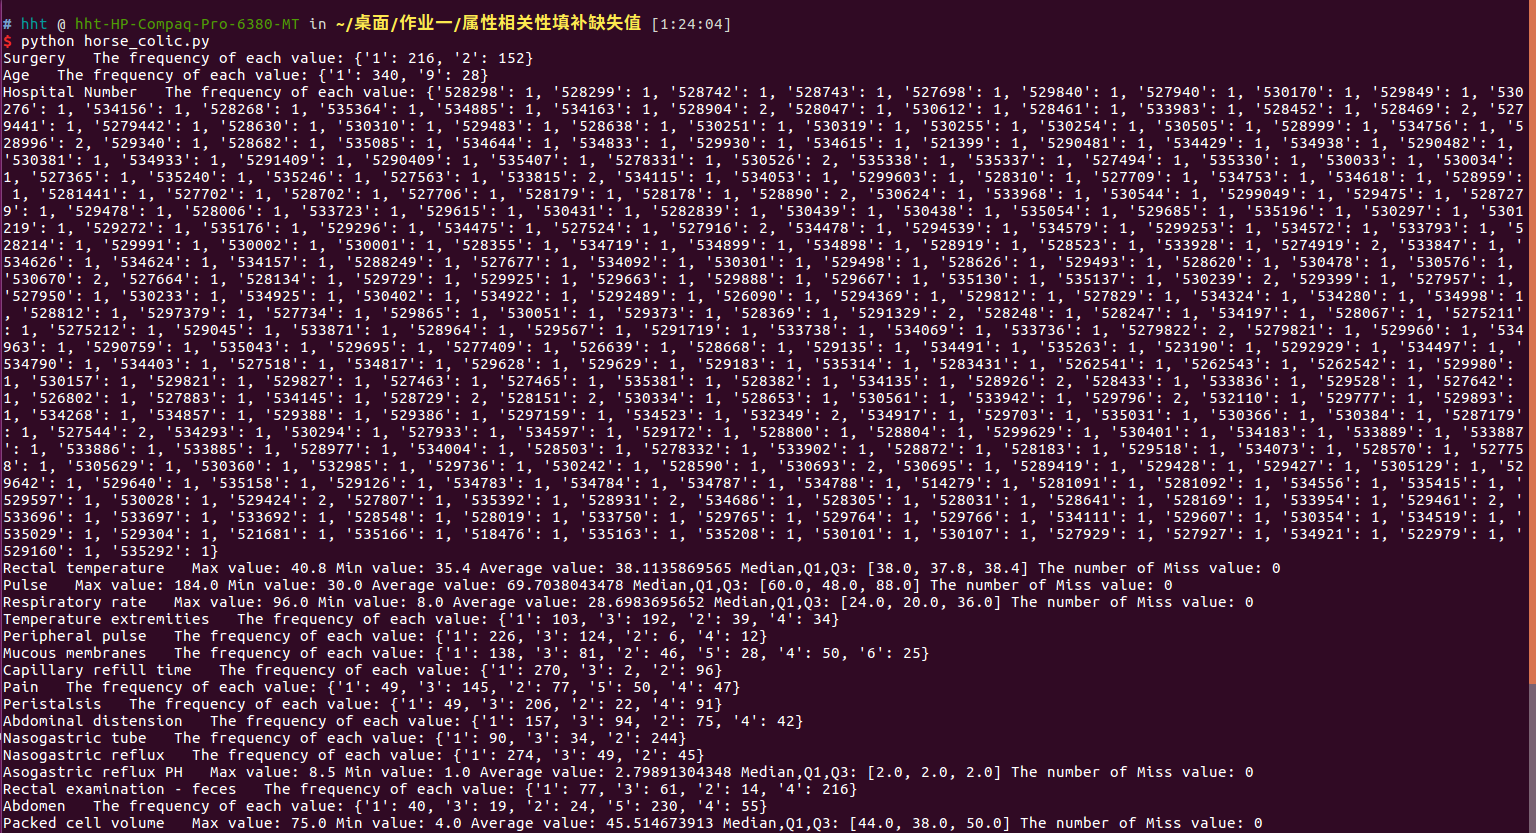 # hht @ hht-HP-Compaq-Pro-6380-MT in ~/桌面/作业一/属性相关性填补缺失值 [1:24:04]
$ python horse_colic.py
Surgery   The frequency of each value: {'1': 216, '2': 152}
Age   The frequency of each value: {'1': 340, '9': 28}
Hospital Number   The frequency of each value: {'528298': 1, '528299': 1, '528742': 1, '528743': 1, '527698': 1, '529840': 1, '527940': 1, '530170': 1, '529849': 1, '530
276': 1, '534156': 1, '528268': 1, '535364': 1, '534885': 1, '534163': 1, '528904': 2, '528047': 1, '530612': 1, '528461': 1, '533983': 1, '528452': 1, '528469': 2, '527
9441': 1, '5279442': 1, '528630': 1, '530310': 1, '529483': 1, '528638': 1, '530251': 1, '530319': 1, '530255': 1, '530254': 1, '530505': 1, '528999': 1, '534756': 1, '5
28996': 2, '529340': 1, '528682': 1, '535085': 1, '534644': 1, '534833': 1, '529930': 1, '534615': 1, '521399': 1, '5290481': 1, '534429': 1, '534938': 1, '5290482': 1, 
'530381': 1, '534933': 1, '5291409': 1, '5290409': 1, '535407': 1, '5278331': 1, '530526': 2, '535338': 1, '535337': 1, '527494': 1, '535330': 1, '530033': 1, '530034': 
1, '527365': 1, '535240': 1, '535246': 1, '527563': 1, '533815': 2, '534115': 1, '534053': 1, '5299603': 1, '528310': 1, '527709': 1, '534753': 1, '534618': 1, '528959':
 1, '5281441': 1, '527702': 1, '528702': 1, '527706': 1, '528179': 1, '528178': 1, '528890': 2, '530624': 1, '533968': 1, '530544': 1, '5299049': 1, '529475': 1, '528727
9': 1, '529478': 1, '528006': 1, '533723': 1, '529615': 1, '530431': 1, '5282839': 1, '530439': 1, '530438': 1, '535054': 1, '529685': 1, '535196': 1, '530297': 1, '5301
219': 1, '529272': 1, '535176': 1, '529296': 1, '534475': 1, '527524': 1, '527916': 2, '534478': 1, '5294539': 1, '534579': 1, '5299253': 1, '534572': 1, '533793': 1, '5
28214': 1, '529991': 1, '530002': 1, '530001': 1, '528355': 1, '534719': 1, '534899': 1, '534898': 1, '528919': 1, '528523': 1, '533928': 1, '5274919': 2, '533847': 1, '
534626': 1, '534624': 1, '534157': 1, '5288249': 1, '527677': 1, '534092': 1, '530301': 1, '529498': 1, '528626': 1, '529493': 1, '528620': 1, '530478': 1, '530576': 1, 
'530670': 2, '527664': 1, '528134': 1, '529729': 1, '529925': 1, '529663': 1, '529888': 1, '529667': 1, '535130': 1, '535137': 1, '530239': 2, '529399': 1, '527957': 1, 
'527950': 1, '530233': 1, '534925': 1, '530402': 1, '534922': 1, '5292489': 1, '526090': 1, '5294369': 1, '529812': 1, '527829': 1, '534324': 1, '534280': 1, '534998': 1
, '528812': 1, '5297379': 1, '527734': 1, '529865': 1, '530051': 1, '529373': 1, '528369': 1, '5291329': 2, '528248': 1, '528247': 1, '534197': 1, '528067': 1, '5275211'
: 1, '5275212': 1, '529045': 1, '533871': 1, '528964': 1, '529567': 1, '5291719': 1, '533738': 1, '534069': 1, '533736': 1, '5279822': 2, '5279821': 1, '529960': 1, '534
963': 1, '5290759': 1, '535043': 1, '529695': 1, '5277409': 1, '526639': 1, '528668': 1, '529135': 1, '534491': 1, '535263': 1, '523190': 1, '5292929': 1, '534497': 1, '
534790': 1, '534403': 1, '527518': 1, '534817': 1, '529628': 1, '529629': 1, '529183': 1, '535314': 1, '5283431': 1, '5262541': 1, '5262543': 1, '5262542': 1, '529980': 
1, '530157': 1, '529821': 1, '529827': 1, '527463': 1, '527465': 1, '535381': 1, '528382': 1, '534135': 1, '528926': 2, '528433': 1, '533836': 1, '529528': 1, '527642': 
1, '526802': 1, '527883': 1, '534145': 1, '528729': 2, '528151': 2, '530334': 1, '528653': 1, '530561': 1, '533942': 1, '529796': 2, '532110': 1, '529777': 1, '529893': 
1, '534268': 1, '534857': 1, '529388': 1, '529386': 1, '5297159': 1, '534523': 1, '532349': 2, '534917': 1, '529703': 1, '535031': 1, '530366': 1, '530384': 1, '5287179'
: 1, '527544': 2, '534293': 1, '530294': 1, '527933': 1, '534597': 1, '529172': 1, '528800': 1, '528804': 1, '5299629': 1, '530401': 1, '534183': 1, '533889': 1, '533887
': 1, '533886': 1, '533885': 1, '528977': 1, '534004': 1, '528503': 1, '5278332': 1, '533902': 1, '528872': 1, '528183': 1, '529518': 1, '534073': 1, '528570': 1, '52775
8': 1, '5305629': 1, '530360': 1, '532985': 1, '529736': 1, '530242': 1, '528590': 1, '530693': 2, '530695': 1, '5289419': 1, '529428': 1, '529427': 1, '5305129': 1, '52
9642': 1, '529640': 1, '535158': 1, '529126': 1, '534783': 1, '534784': 1, '534787': 1, '534788': 1, '514279': 1, '5281091': 1, '5281092': 1, '534556': 1, '535415': 1, '
529597': 1, '530028': 1, '529424': 2, '527807': 1, '535392': 1, '528931': 2, '534686': 1, '528305': 1, '528031': 1, '528641': 1, '528169': 1, '533954': 1, '529461': 2, '
533696': 1, '533697': 1, '533692': 1, '528548': 1, '528019': 1, '533750': 1, '529765': 1, '529764': 1, '529766': 1, '534111': 1, '529607': 1, '530354': 1, '534519': 1, '
535029': 1, '529304': 1, '521681': 1, '535166': 1, '518476': 1, '535163': 1, '535208': 1, '530101': 1, '530107': 1, '527929': 1, '527927': 1, '534921': 1, '522979': 1, '
529160': 1, '535292': 1}
Rectal temperature   Max value: 40.8 Min value: 35.4 Average value: 38.1135869565 Median,Q1,Q3: [38.0, 37.8, 38.4] The number of Miss value: 0
Pulse   Max value: 184.0 Min value: 30.0 Average value: 69.7038043478 Median,Q1,Q3: [60.0, 48.0, 88.0] The number of Miss value: 0
Respiratory rate   Max value: 96.0 Min value: 8.0 Average value: 28.6983695652 Median,Q1,Q3: [24.0, 20.0, 36.0] The number of Miss value: 0
Temperature extremities   The frequency of each value: {'1': 103, '3': 192, '2': 39, '4': 34}
Peripheral pulse   The frequency of each value: {'1': 226, '3': 124, '2': 6, '4': 12}
Mucous membranes   The frequency of each value: {'1': 138, '3': 81, '2': 46, '5': 28, '4': 50, '6': 25}
Capillary refill time   The frequency of each value: {'1': 270, '3': 2, '2': 96}
Pain   The frequency of each value: {'1': 49, '3': 145, '2': 77, '5': 50, '4': 47}
Peristalsis   The frequency of each value: {'1': 49, '3': 206, '2': 22, '4': 91}
Abdominal distension   The frequency of each value: {'1': 157, '3': 94, '2': 75, '4': 42}
Nasogastric tube   The frequency of each value: {'1': 90, '3': 34, '2': 244}
Nasogastric reflux   The frequency of each value: {'1': 274, '3': 49, '2': 45}
Asogastric reflux PH   Max value: 8.5 Min value: 1.0 Average value: 2.79891304348 Median,Q1,Q3: [2.0, 2.0, 2.0] The number of Miss value: 0
Rectal examination - feces   The frequency of each value: {'1': 77, '3': 61, '2': 14, '4': 216}
Abdomen   The frequency of each value: {'1': 40, '3': 19, '2': 24, '5': 230, '4': 55}
Packed cell volume   Max value: 75.0 Min value: 4.0 Average value: 45.514673913 Median,Q1,Q3: [44.0, 38.0, 50.0] The number of Miss value: 0